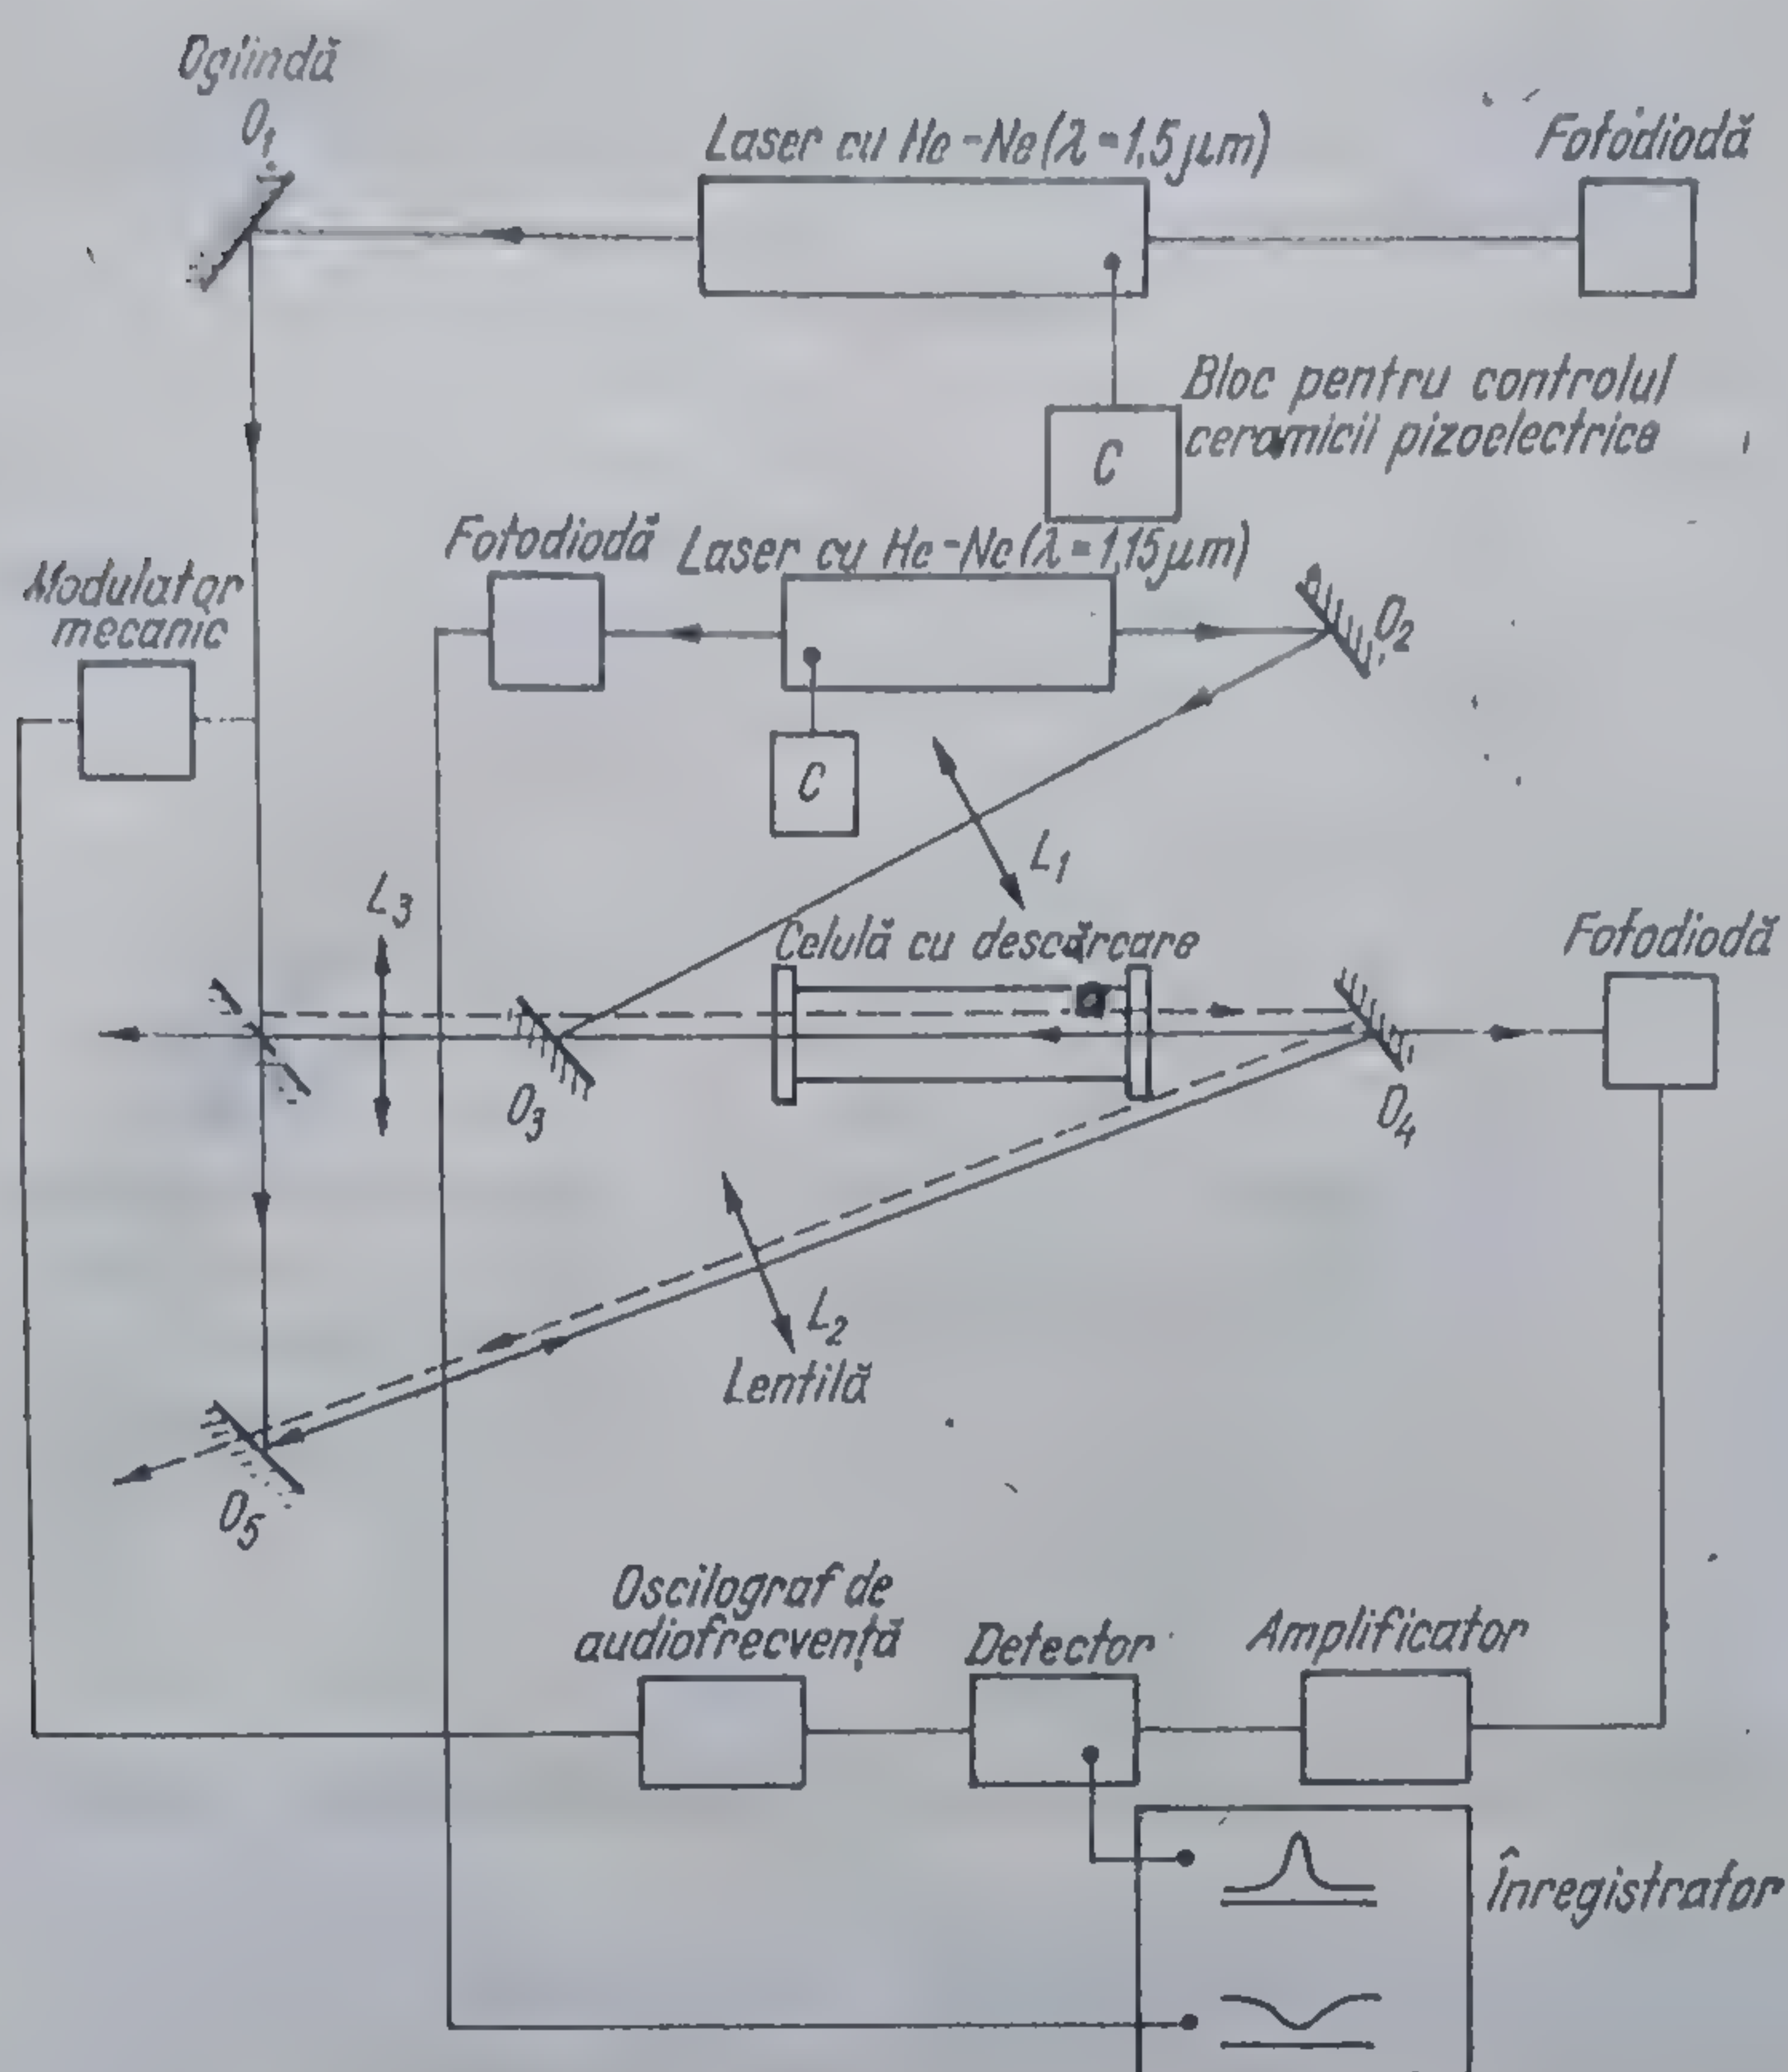 Oglindă
O₁
Laser cu He-Ne (λ = 1,5 μm)
Fotodiodă
Bloc pentru controlul
ceramicii pizoelectrice
C
Fotodiodă
Laser cu He-Ne (λ = 1,15 μm)
Modulator
mecanic
O₂
C
L₁
L₃
Celulă cu descărcare
Fotodiodă
O₃
O₄
L₂
Lentilă
O₅
Oscilograf de
audiofrecvență
Detector
Amplificator
Înregistrator